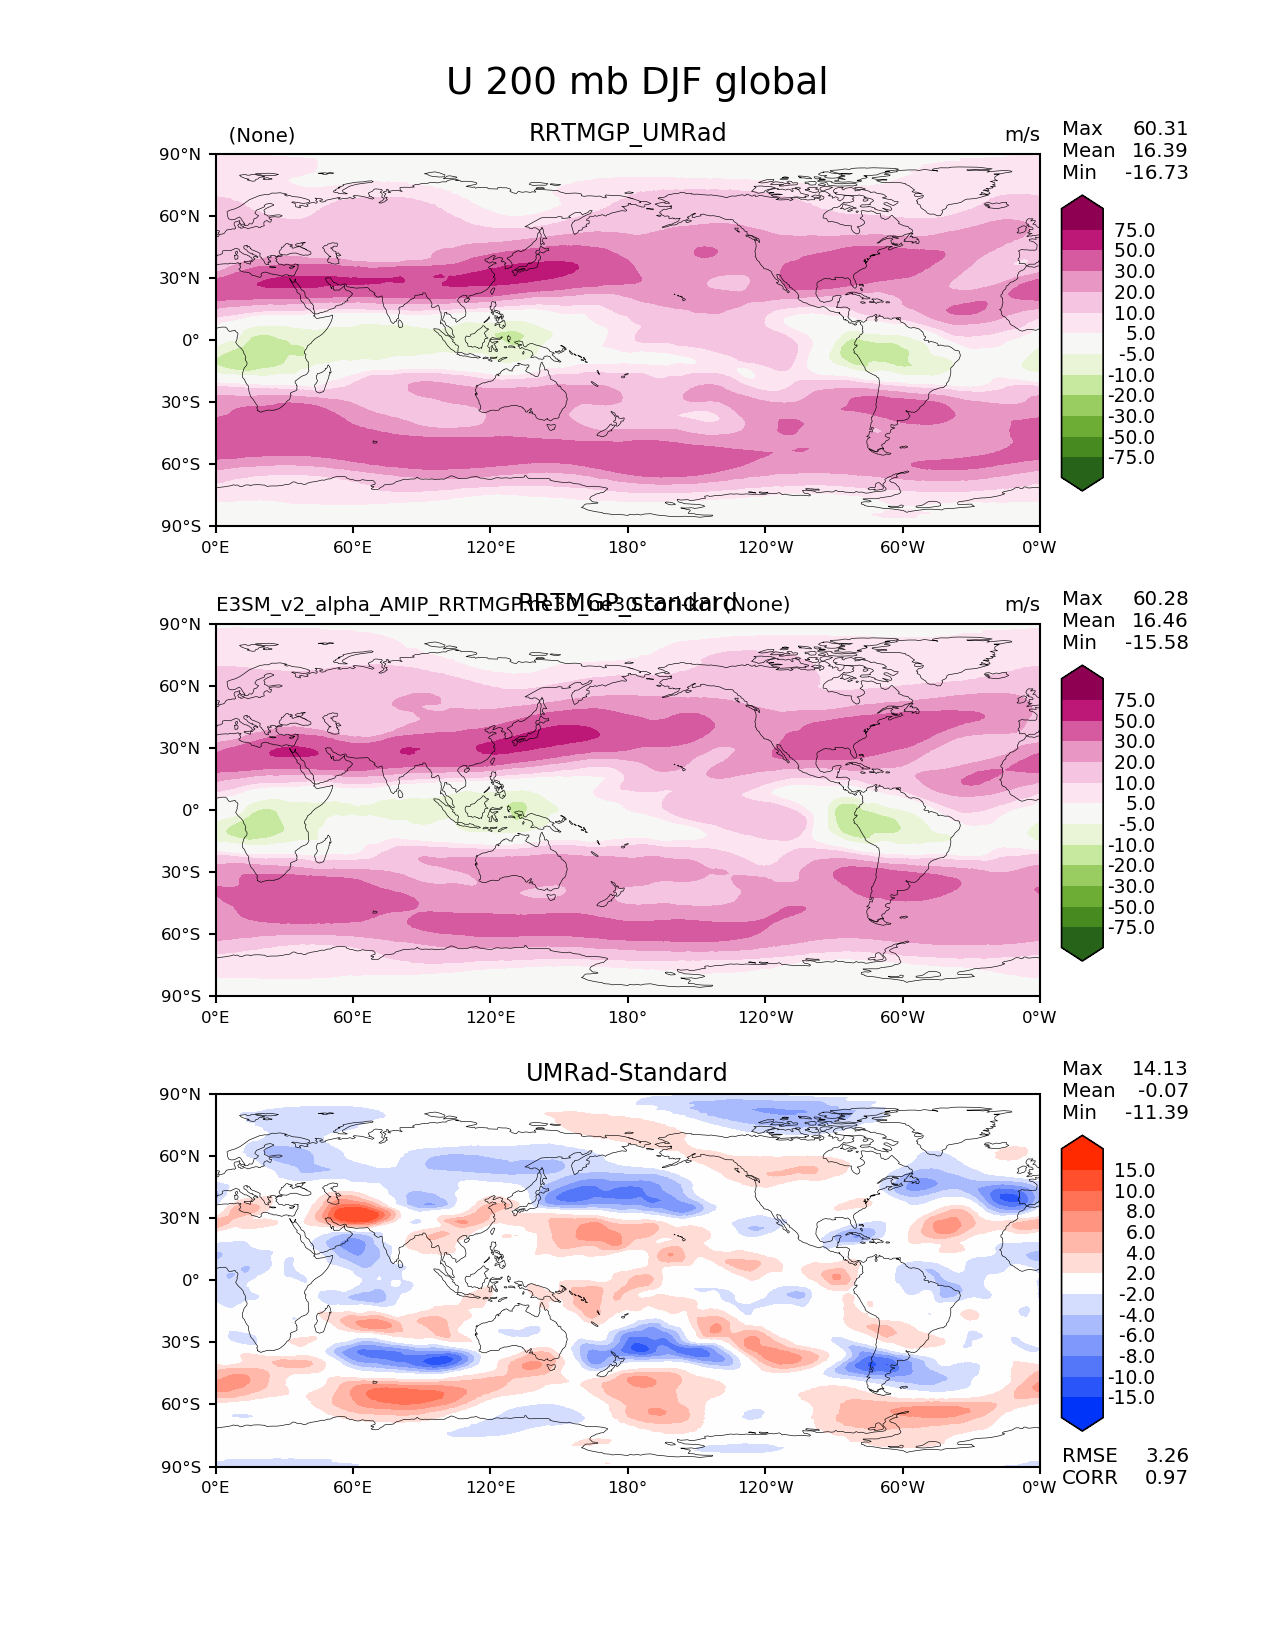 U 200 mb DJF global
(None) RRTMGP_UMRad m/s
Max 60.31
Mean 16.39
Min -16.73
90°N
60°N
30°N
0°
30°S
60°S
90°S
0°E 60°E 120°E 180° 120°W 60°W 0°W
75.0
50.0
30.0
20.0
10.0
5.0
-5.0
-10.0
-20.0
-30.0
-50.0
-75.0
RRTMGP_standard
E3SM_v2_alpha_AMIP_RRTMGP (None) m/s
Max 60.28
Mean 16.46
Min -15.58
90°N
60°N
30°N
0°
30°S
60°S
90°S
0°E 60°E 120°E 180° 120°W 60°W 0°W
75.0
50.0
30.0
20.0
10.0
5.0
-5.0
-10.0
-20.0
-30.0
-50.0
-75.0
UMRad-Standard
Max 14.13
Mean -0.07
Min -11.39
90°N
60°N
30°N
0°
30°S
60°S
90°S
0°E 60°E 120°E 180° 120°W 60°W 0°W
15.0
10.0
8.0
6.0
4.0
2.0
-2.0
-4.0
-6.0
-8.0
-10.0
-15.0
RMSE 3.26
CORR 0.97